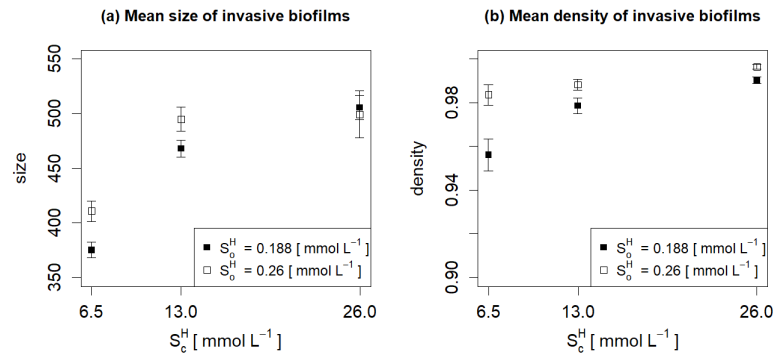 (a) Mean size of invasive biofilms
550
500
450
400
350
size
6.5
13.0
26.0
S_c^H [ mmol L^−1 ]
S_o^H = 0.188 [ mmol L^−1 ]
S_o^H = 0.26 [ mmol L^−1 ]
(b) Mean density of invasive biofilms
0.98
0.94
0.90
density
6.5
13.0
26.0
S_c^H [ mmol L^−1 ]
S_o^H = 0.188 [ mmol L^−1 ]
S_o^H = 0.26 [ mmol L^−1 ]